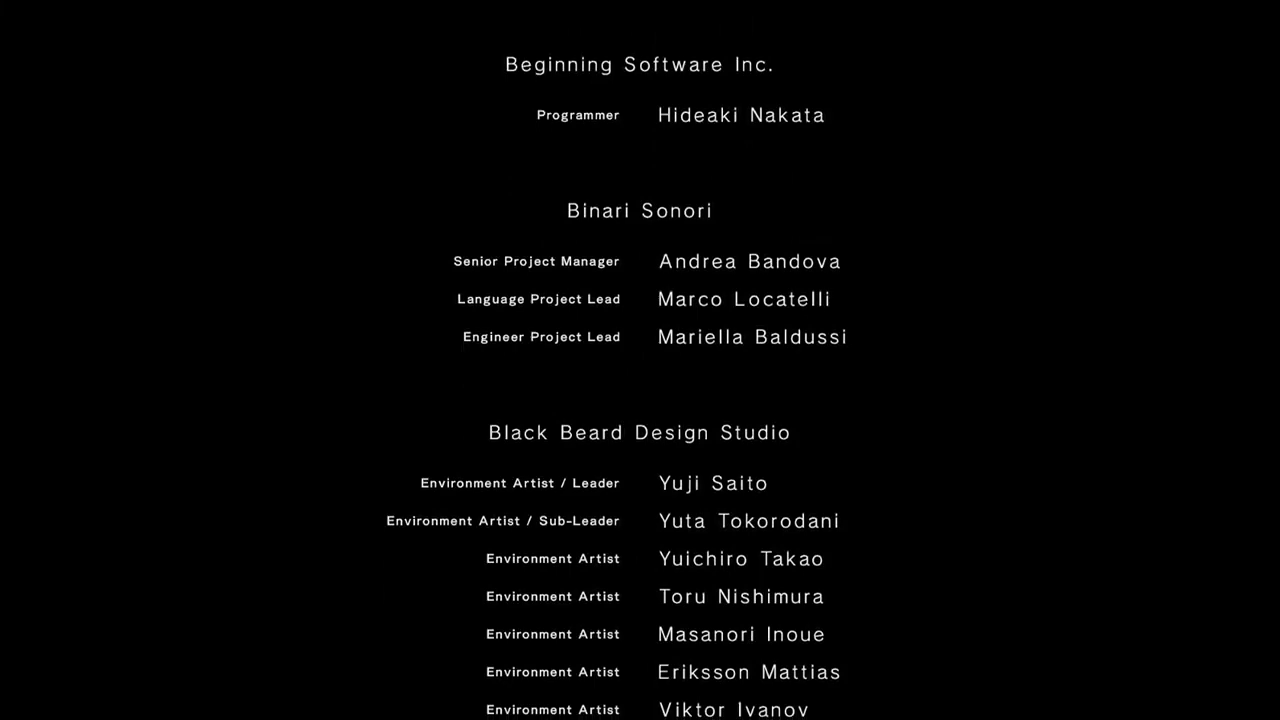 Beginning Software Inc.
Programmer Hideaki Nakata
Binari Sonori
Senior Project Manager Andrea Bandova
Language Project Lead Marco Locatelli
Engineer Project Lead Mariella Baldussi
Black Beard Design Studio
Environment Artist / Leader Yuji Saito
Environment Artist / Sub-Leader Yuta Tokorodani
Environment Artist Yuichiro Takao
Environment Artist Toru Nishimura
Environment Artist Masanori Inoue
Environment Artist Eriksson Mattias
Environment Artist Viktor Ivanov